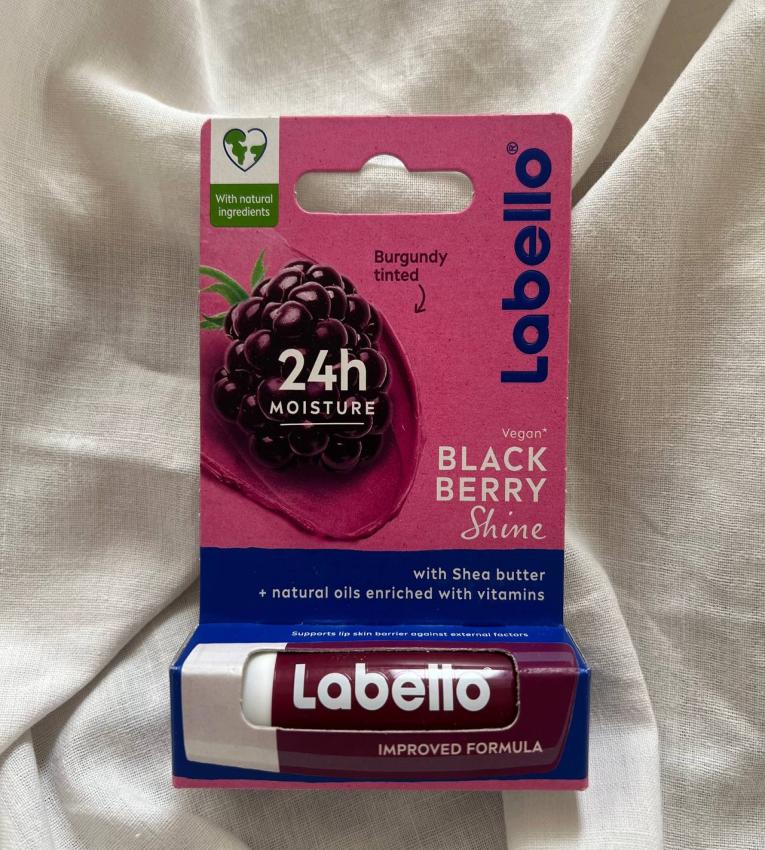 With natural
ingredients
Labello®
Burgundy
tinted
24h
MOISTURE
Vegan*
BLACK
BERRY
Shine
with Shea butter
+ natural oils enriched with vitamins
Supports lip skin barrier against external factors
Labello®
IMPROVED FORMULA